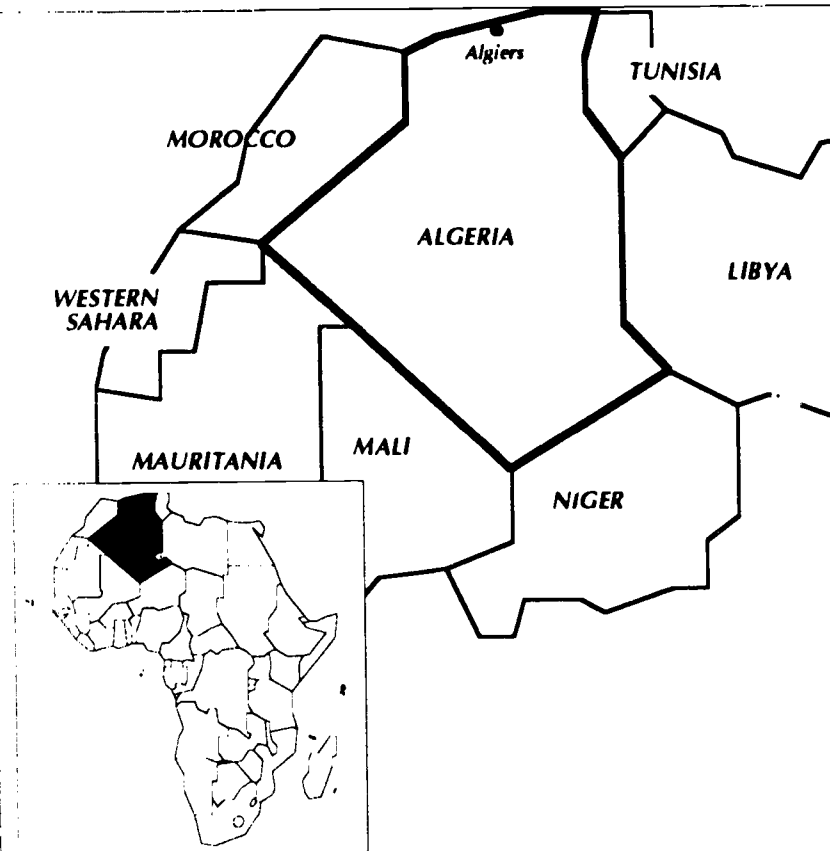 Algiers
TUNISIA
MOROCCO
ALGERIA
LIBYA
WESTERN
SAHARA
MALI
MAURITANIA
NIGER